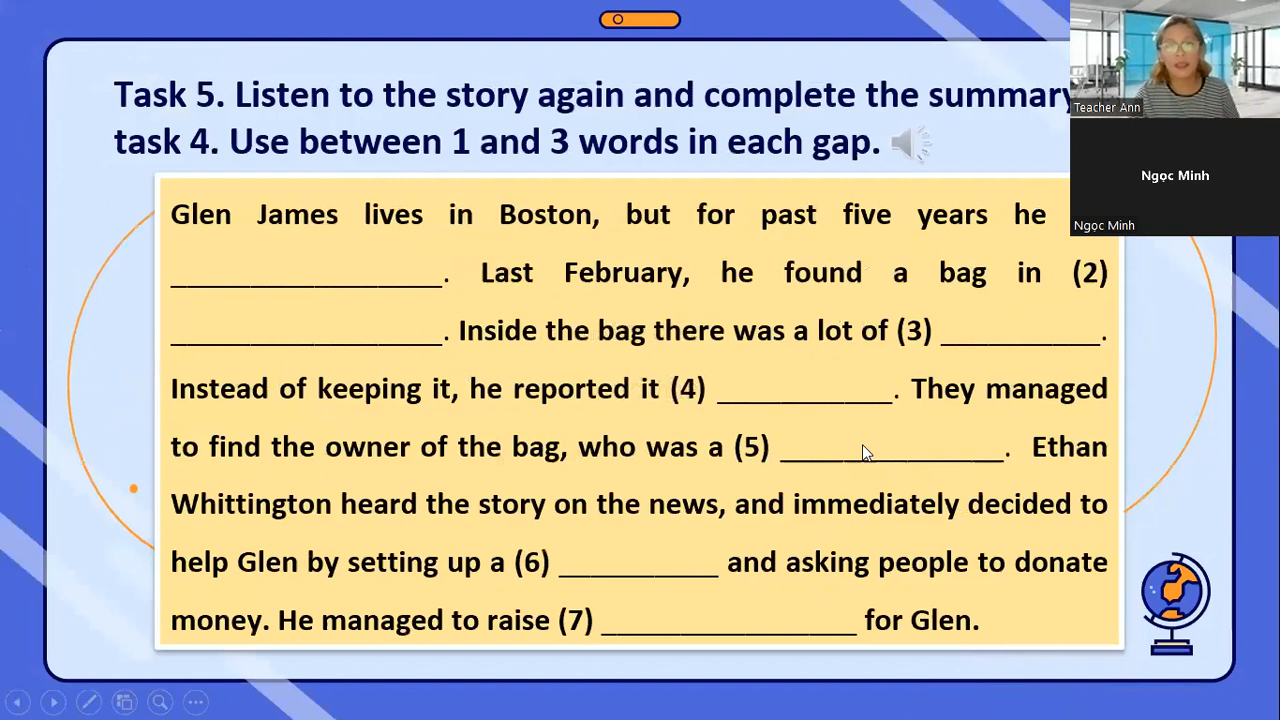 Task 5. Listen to the story again and complete the summary
task 4. Use between 1 and 3 words in each gap.
Teacher Ann
Ngọc Minh
Ngọc Minh
Glen James lives in Boston, but for past five years he
__________________. Last February, he found a bag in (2)
__________________. Inside the bag there was a lot of (3) __________.
Instead of keeping it, he reported it (4) ___________. They managed
to find the owner of the bag, who was a (5) ______________. Ethan
Whittington heard the story on the news, and immediately decided to
help Glen by setting up a (6) __________ and asking people to donate
money. He managed to raise (7) ________________ for Glen.